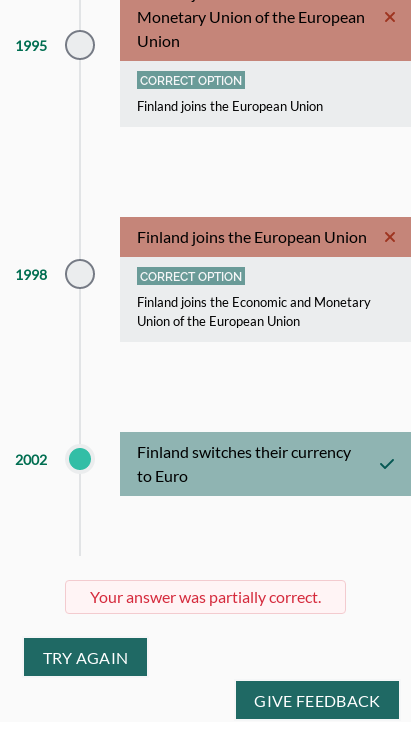 Monetary Union of the European
Union
1995
CORRECT OPTION
Finland joins the European Union
Finland joins the European Union
1998
CORRECT OPTION
Finland joins the Economic and Monetary
Union of the European Union
2002
Finland switches their currency
to Euro
Your answer was partially correct.
TRY AGAIN
GIVE FEEDBACK